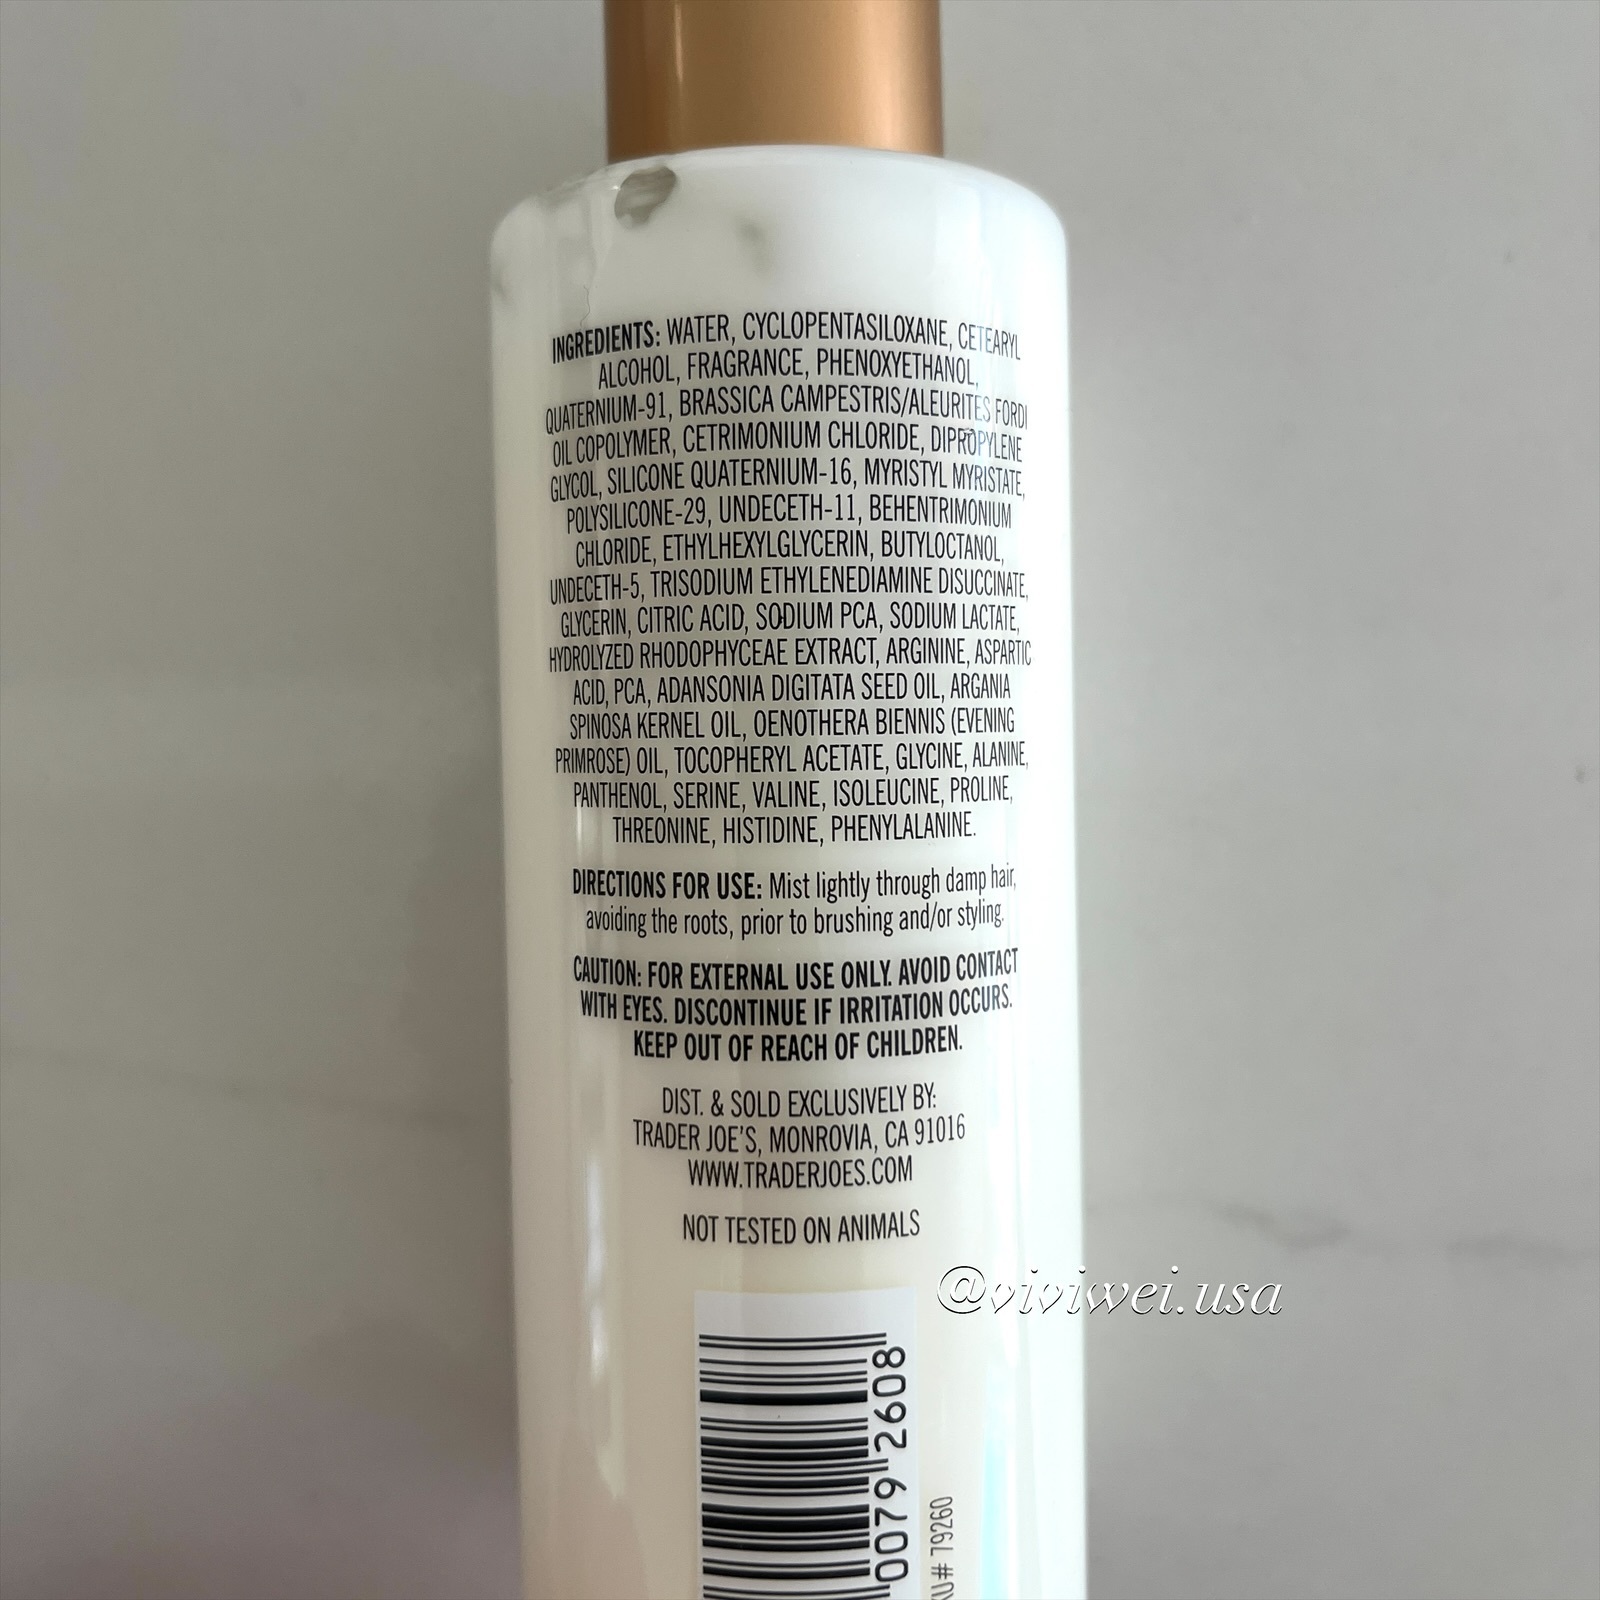 INGREDIENTS: WATER, CYCLOPENTASILOXANE, CETEARYL
ALCOHOL, FRAGRANCE, PHENOXYETHANOL,
QUATERNIUM-91, BRASSICA CAMPESTRIS/ALEURITES FORDI
OIL COPOLYMER, CETRIMONIUM CHLORIDE, DIPROPYLENE
GLYCOL, SILICONE QUATERNIUM-16, MYRISTYL MYRISTATE,
POLYSILICONE-29, UNDECETH-11, BEHENTRIMONIUM
CHLORIDE, ETHYLHEXYLGLYCERIN, BUTYLOCTANOL,
UNDECETH-5, TRISODIUM ETHYLENEDIAMINE DISUCCINATE,
GLYCERIN, CITRIC ACID, SODIUM PCA, SODIUM LACTATE,
HYDROLYZED RHODOPHYCEAE EXTRACT, ARGININE, ASPARTIC
ACID, PCA, ADANSONIA DIGITATA SEED OIL, ARGANIA
SPINOSA KERNEL OIL, OENOTHERA BIENNIS (EVENING
PRIMROSE) OIL, TOCOPHERYL ACETATE, GLYCINE, ALANINE,
PANTHENOL, SERINE, VALINE, ISOLEUCINE, PROLINE,
THREONINE, HISTIDINE, PHENYLALANINE.
DIRECTIONS FOR USE: Mist lightly through damp hair,
avoiding the roots, prior to brushing and/or styling.
CAUTION: FOR EXTERNAL USE ONLY. AVOID CONTACT
WITH EYES. DISCONTINUE IF IRRITATION OCCURS.
KEEP OUT OF REACH OF CHILDREN.
DIST. & SOLD EXCLUSIVELY BY:
TRADER JOE'S, MONROVIA, CA 91016
WWW.TRADERJOES.COM
NOT TESTED ON ANIMALS
@viviwei.usa
0079 2608
KU# 79260